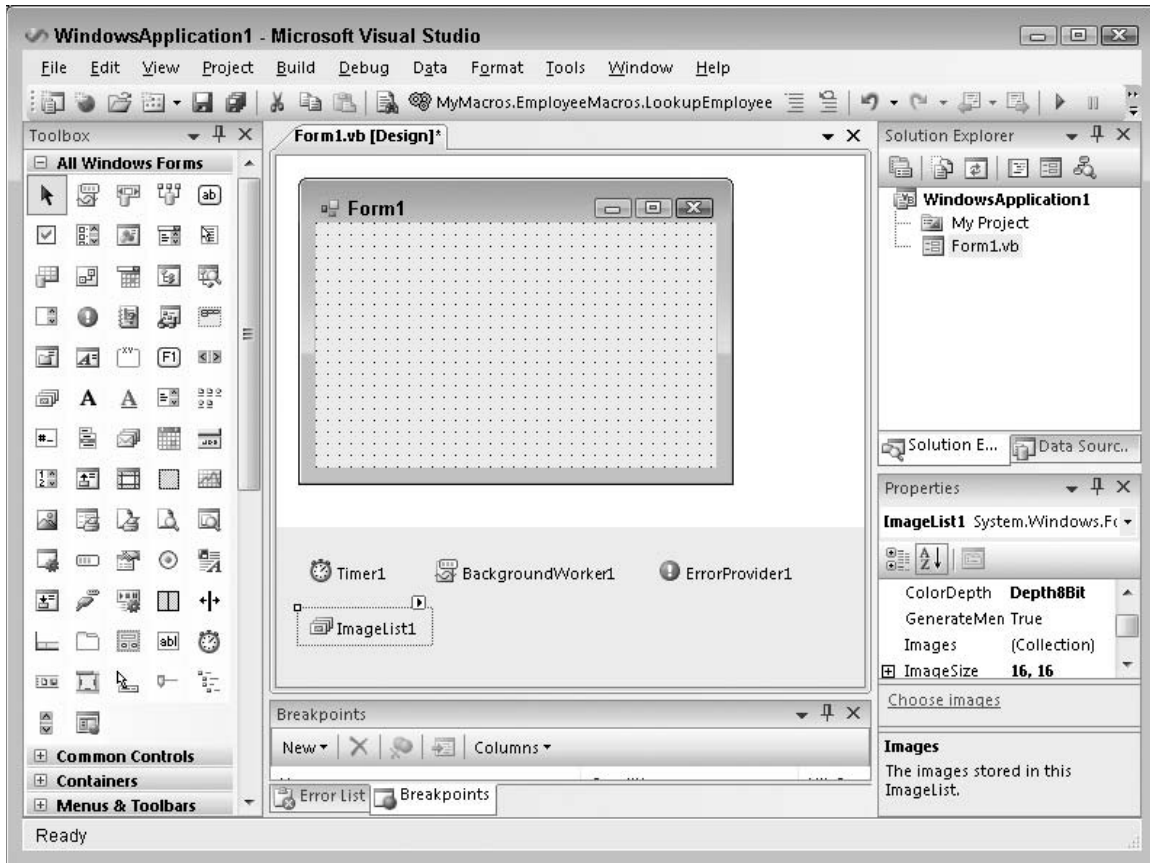 WindowsApplication1 - Microsoft Visual Studio
File Edit View Project Build Debug Data Format Tools Window Help
MyMacros.EmployeeMacros.LookupEmployee
Toolbox
All Windows Forms
Common Controls
Containers
Menus & Toolbars
Form1.vb [Design]*
Form1
Timer1 BackgroundWorker1 ErrorProvider1
ImageList1
Breakpoints
New Columns
Error List Breakpoints
Solution Explorer
WindowsApplication1
My Project
Form1.vb
Solution E... Data Sourc..
Properties
ImageList1 System.Windows.Fo
ColorDepth Depth8Bit
GenerateMen True
Images (Collection)
ImageSize 16, 16
Choose images
Images
The images stored in this
ImageList.
Ready